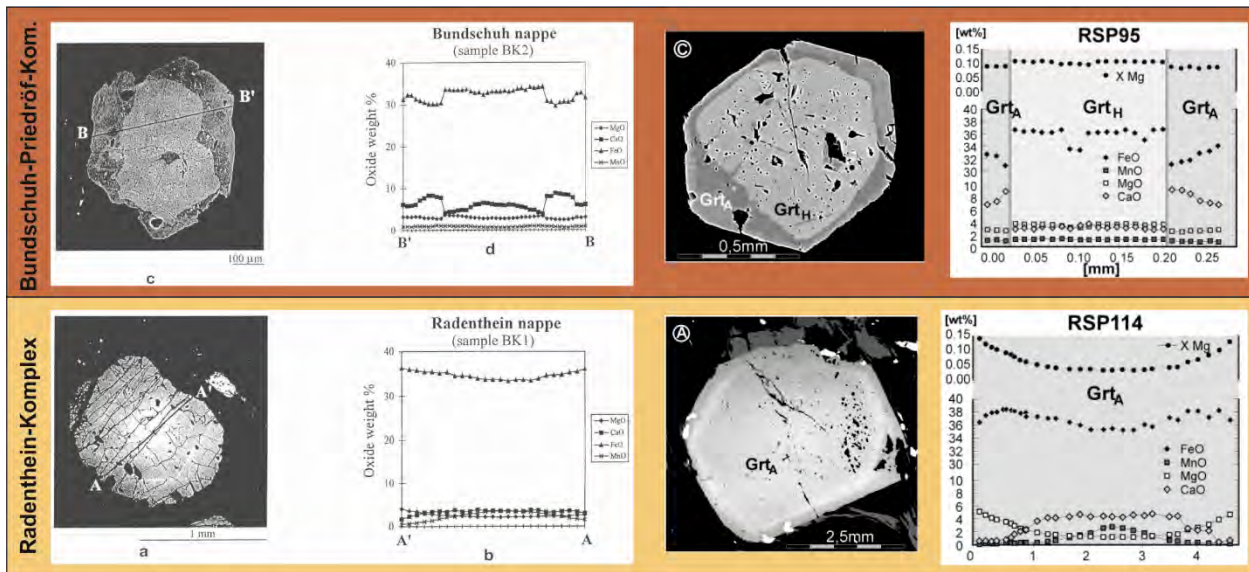 Bundschuh-Priedröf-Kom.
B
B'
100 µm
c
Bundschuh nappe
(sample BK2)
Oxide weight %
40
30
20
10
0
MgO
CaO
FeO
MnO
B'
d
B
C
GrtA
GrtH
0,5mm
RSP95
[wt%]
0.15
0.10
0.05
0.00
X Mg
GrtA
GrtH
GrtA
40
38
36
34
32
30
10
8
6
4
2
0
FeO
MnO
MgO
CaO
0.00
0.05
0.10
0.15
0.20
0.25
[mm]
Radenthein-Komplex
A'
A
1 mm
a
Radenthein nappe
(sample BK1)
Oxide weight %
40
30
20
10
0
MgO
CaO
FeO
MnO
A'
b
A
A
GrtA
2,5mm
RSP114
[wt%]
0.15
0.10
0.05
0.00
X Mg
GrtA
40
38
36
34
32
30
10
8
6
4
2
0
FeO
MnO
MgO
CaO
0
1
2
3
4